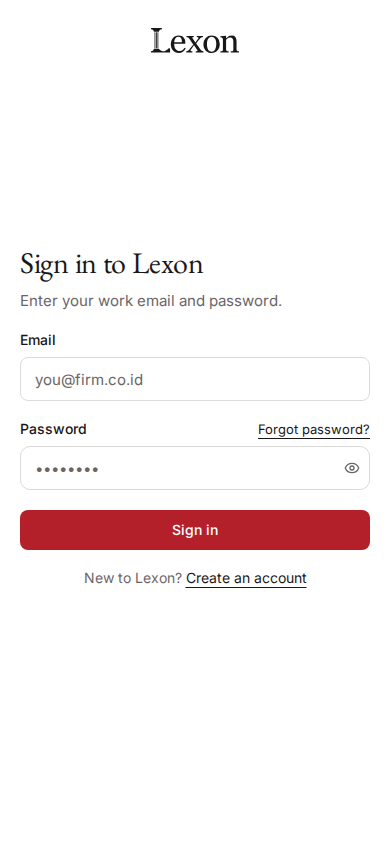 Lexon
Sign in to Lexon
Enter your work email and password.
Email
you@firm.co.id
Password
Forgot password?
••••••••
Sign in
New to Lexon? Create an account